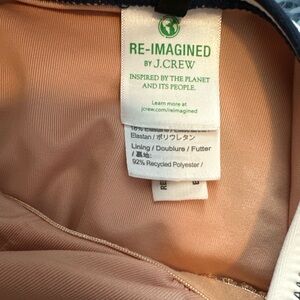 RE-IMAGINED
BY J.CREW
INSPIRED BY THE PLANET
AND ITS PEOPLE.
Learn more at
jcrew.com/reimagined
Elastan / ポリウレタン
Lining / Doublure / Futter
/ 裏地:
92% Recycled Polyester /
RE